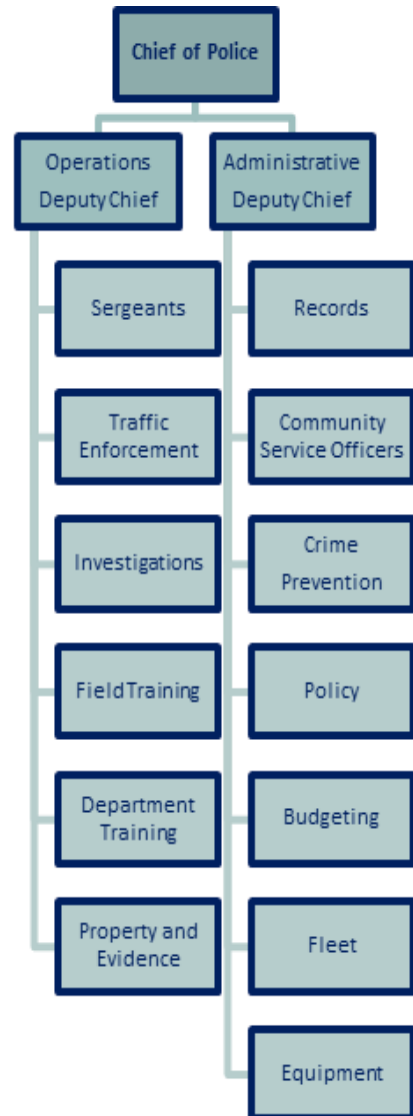 Chief of Police
Operations
Deputy Chief
Administrative
Deputy Chief
Sergeants
Traffic
Enforcement
Investigations
Field Training
Department
Training
Property and
Evidence
Records
Community
Service Officers
Crime
Prevention
Policy
Budgeting
Fleet
Equipment